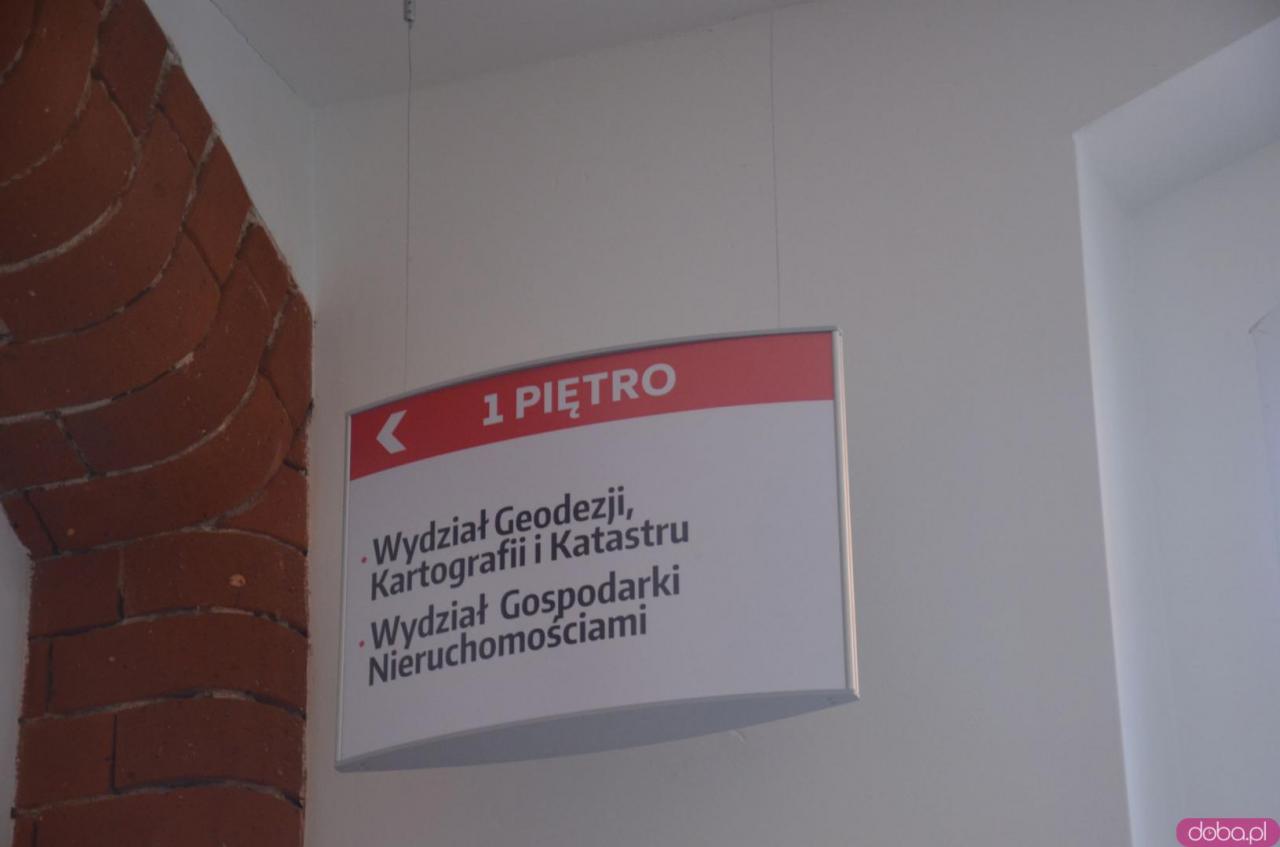 1 PIĘTRO
· Wydział Geodezji,
Kartografii i Katastru
· Wydział Gospodarki
Nieruchomościami
doba.pl